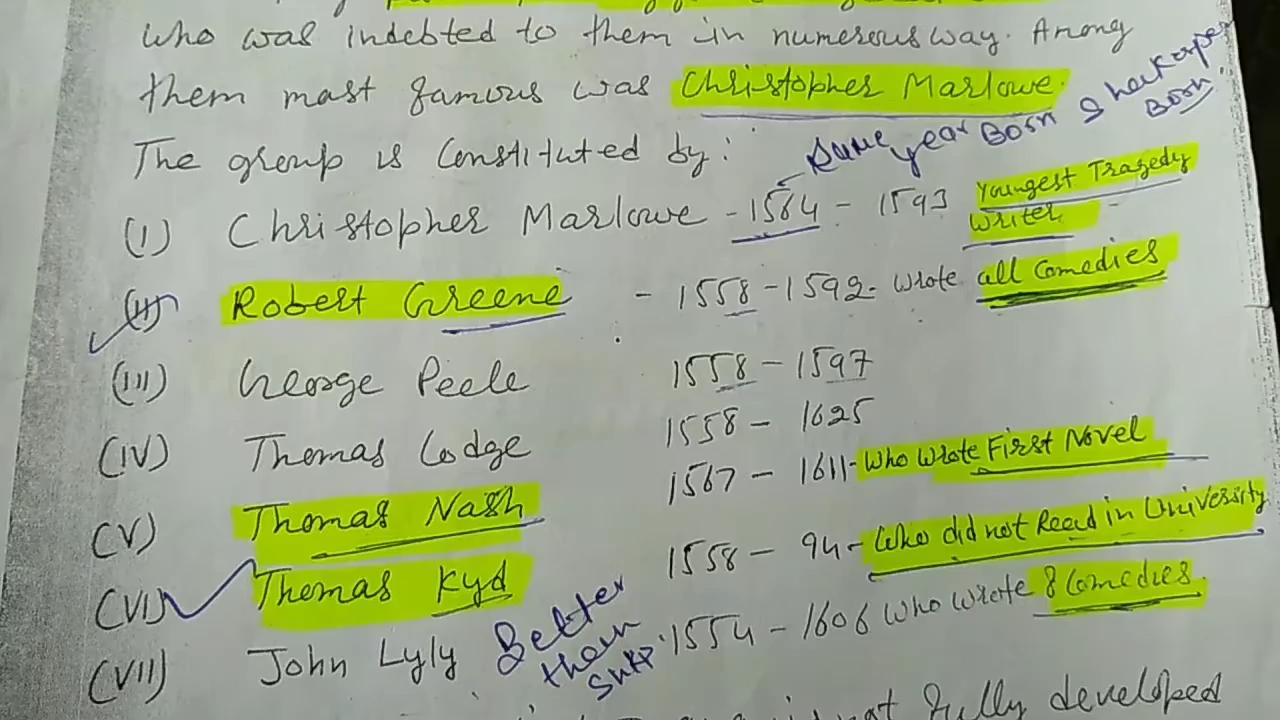 who was indebted to them in numerous way. Among
them most famous was Christopher Marlowe.
The group is Constituted by:
Same year Born Shackesper Born.
(I) Christopher Marlowe - 1564 - 1593 Youngest Tragedy Writer
(II) Robert Greene - 1558 - 1592 - wrote all Comedies
(III) George Peele 1558 - 1597
(IV) Thomas Lodge 1558 - 1625
(V) Thomas Nash 1567 - 1611 - Who wrote First Novel
(VI) Thomas Kyd 1558 - 94 - Who did not Read in University
(VII) John Lyly Better than Shkp. 1554 - 1606 Who wrote 8 Comedies.
not fully developed